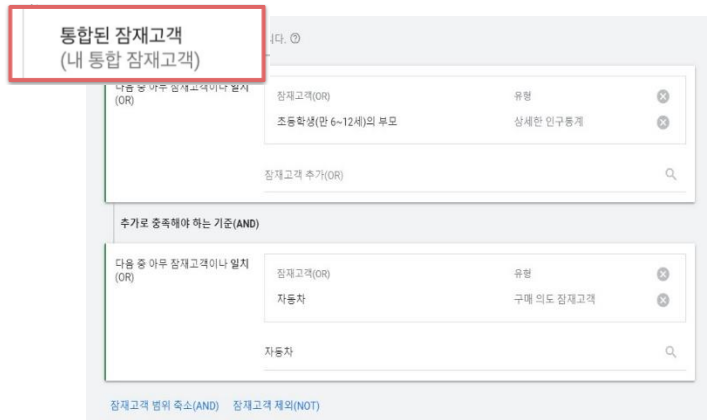 통합된 잠재고객
(내 통합 잠재고객)
니다.
다음 중 아무 잠재고객이나 일치
(OR)
잠재고객(OR) 유형
초등학생(만 6~12세)의 부모 상세한 인구통계
잠재고객 추가(OR)
추가로 충족해야 하는 기준(AND)
다음 중 아무 잠재고객이나 일치
(OR)
잠재고객(OR) 유형
자동차 구매 의도 잠재고객
자동차
잠재고객 범위 축소(AND) 잠재고객 제외(NOT)